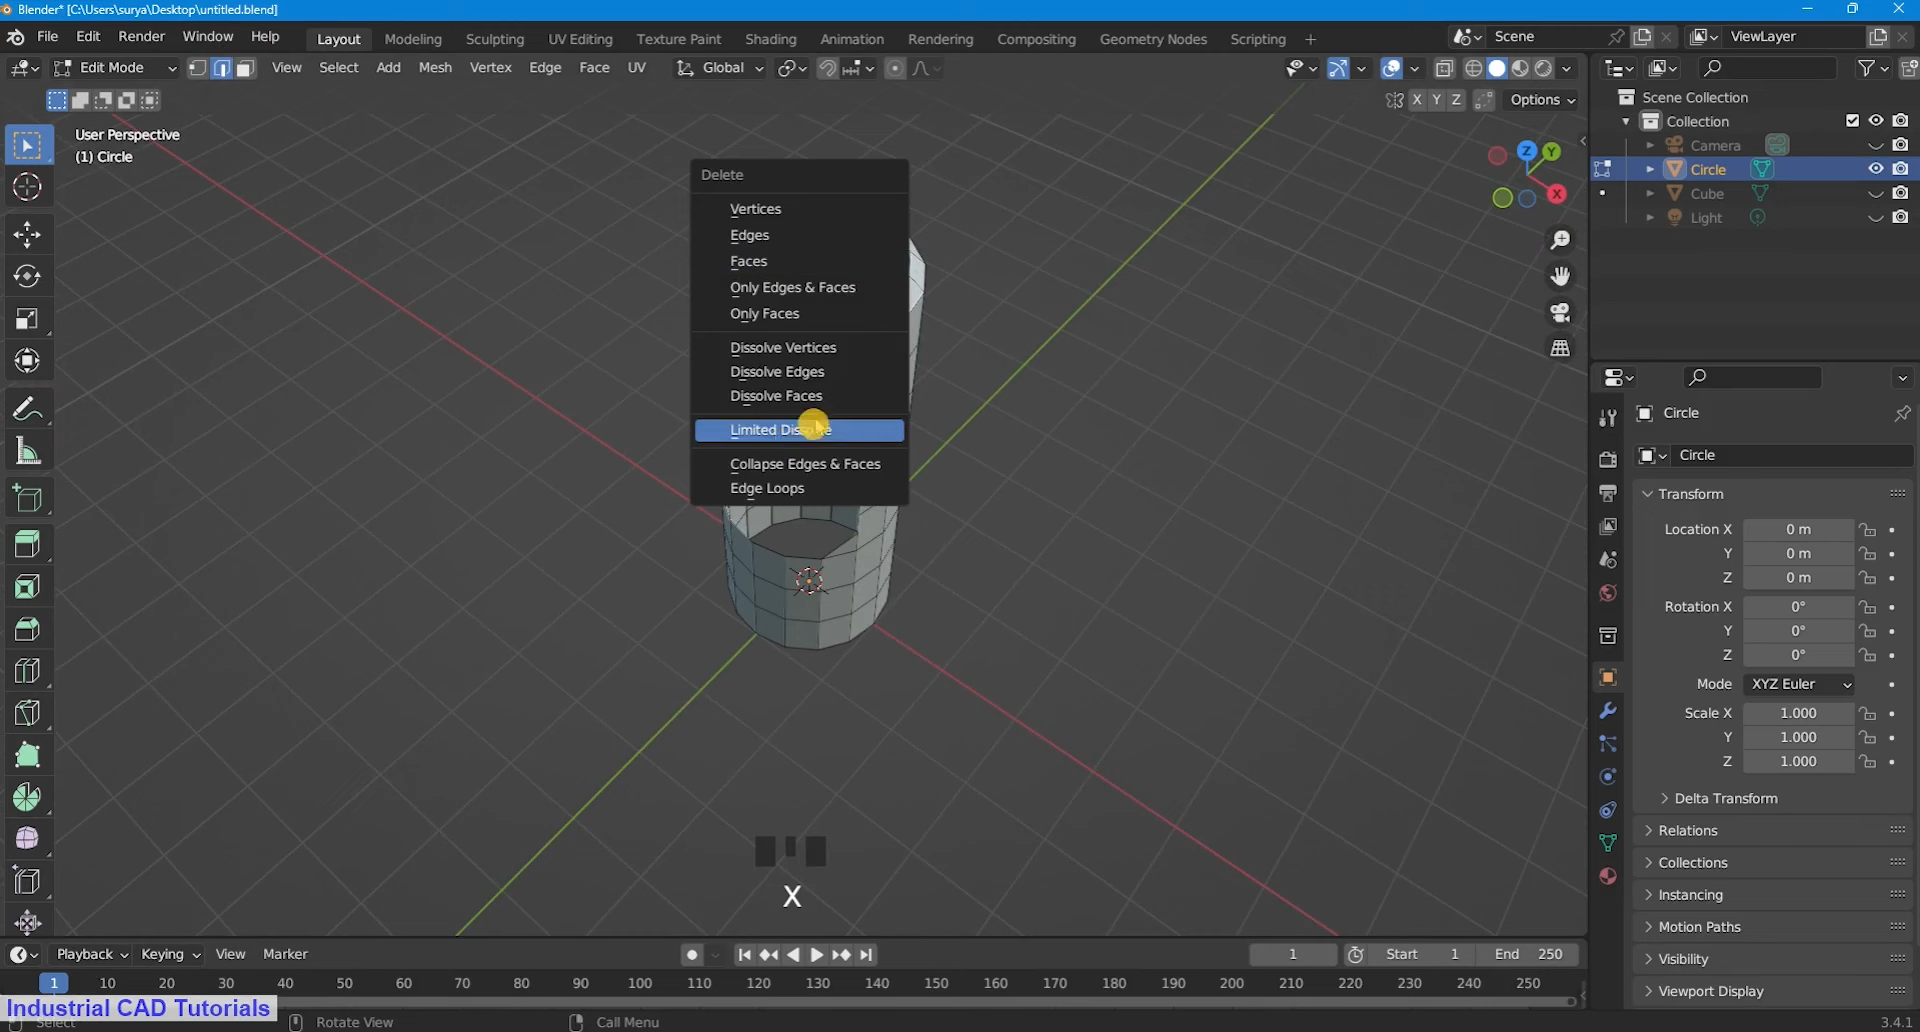 Blender* [C:\Users\surya\Desktop\untitled.blend]
File Edit Render Window Help Layout Modeling Sculpting UV Editing Texture Paint Shading Animation Rendering Compositing Geometry Nodes Scripting + Scene ViewLayer
Edit Mode View Select Add Mesh Vertex Edge Face UV Global
X Y Z Options
User Perspective
(1) Circle
Z Y X
Delete
Vertices
Edges
Faces
Only Edges & Faces
Only Faces
Dissolve Vertices
Dissolve Edges
Dissolve Faces
Limited Dissolve
Collapse Edges & Faces
Edge Loops
X
Scene Collection
Collection
Camera
Circle
Cube
Light
Circle
Circle
Transform
Location X 0 m
Y 0 m
Z 0 m
Rotation X 0°
Y 0°
Z 0°
Mode XYZ Euler
Scale X 1.000
Y 1.000
Z 1.000
Delta Transform
Relations
Collections
Instancing
Motion Paths
Visibility
Viewport Display
Playback Keying View Marker 1 Start 1 End 250
1 10 20 30 40 50 60 70 80 90 100 110 120 130 140 150 160 170 180 190 200 210 220 230 240 250
Industrial CAD Tutorials
Select Rotate View Call Menu 3.4.1